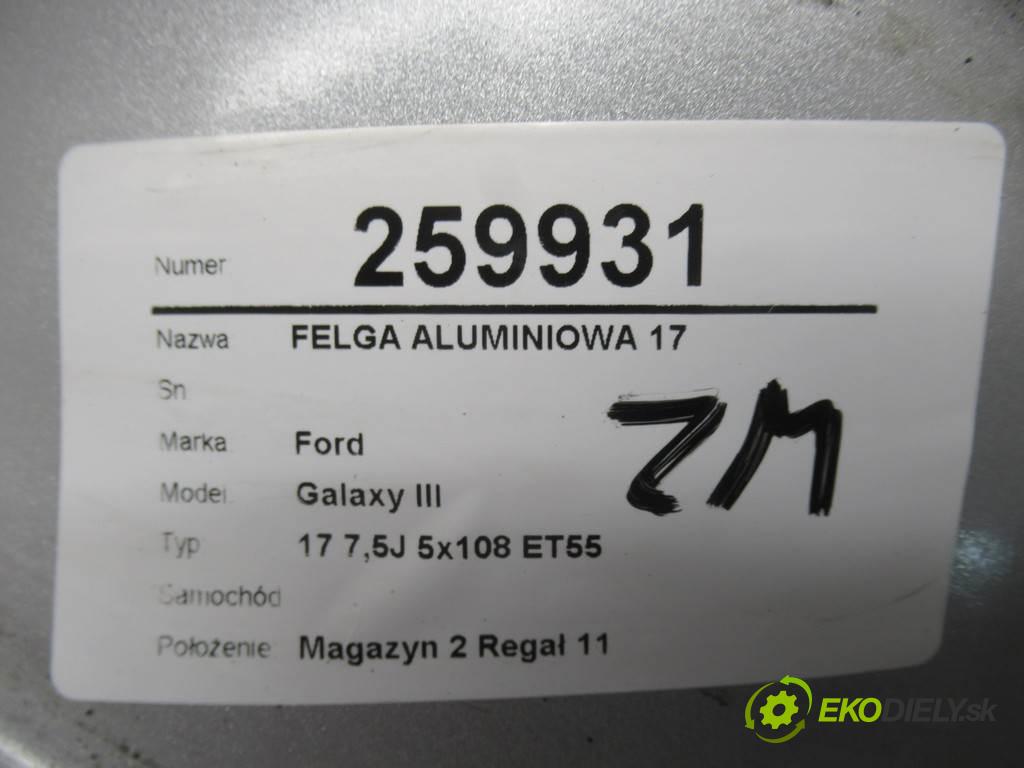 Numer 259931
Nazwa FELGA ALUMINIOWA 17
Sn
Marka Ford
Model Galaxy III
Typ 17 7,5J 5x108 ET55
Samochód
Położenie Magazyn 2 Regał 11
ZM
EKODIELY.sk